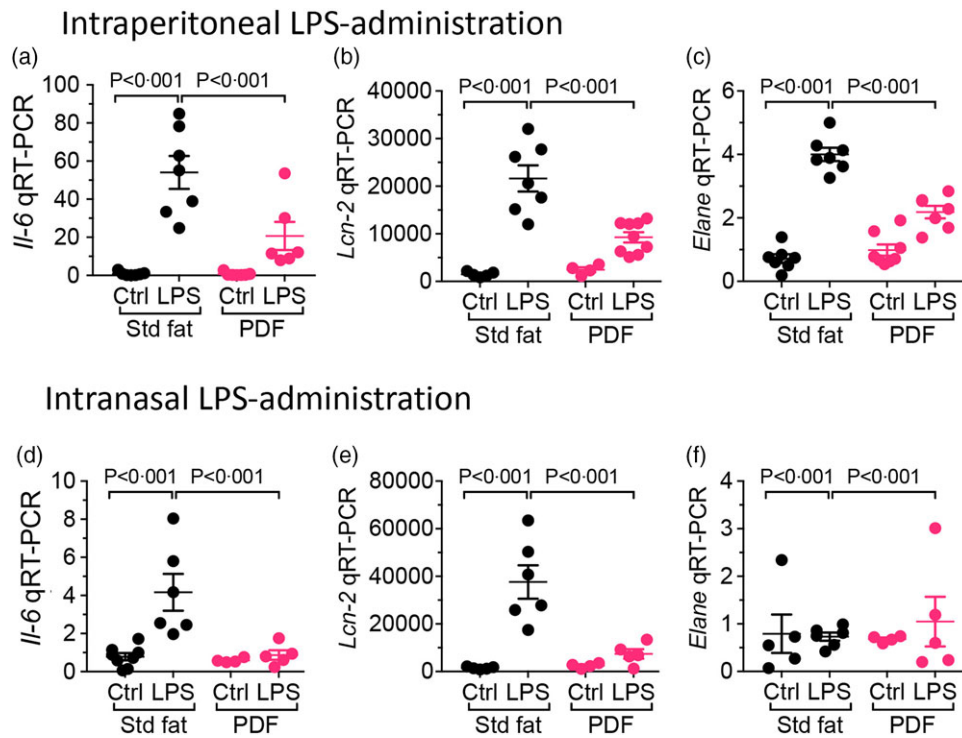 Intraperitoneal LPS-administration
(a)
P<0·001 P<0·001
Il-6 qRT-PCR
100
80
60
40
20
0
Ctrl LPS Ctrl LPS
Std fat PDF
(b)
P<0·001 P<0·001
Lcn-2 qRT-PCR
40000
30000
20000
10000
0
Ctrl LPS Ctrl LPS
Std fat PDF
(c)
P<0·001 P<0·001
Elane qRT-PCR
6
4
2
0
Ctrl LPS Ctrl LPS
Std fat PDF
Intranasal LPS-administration
(d)
P<0·001 P<0·001
Il-6 qRT-PCR
10
8
6
4
2
0
Ctrl LPS Ctrl LPS
Std fat PDF
(e)
P<0·001 P<0·001
Lcn-2 qRT-PCR
80000
60000
40000
20000
0
Ctrl LPS Ctrl LPS
Std fat PDF
(f)
P<0·001 P<0·001
Elane qRT-PCR
4
3
2
1
0
Ctrl LPS Ctrl LPS
Std fat PDF